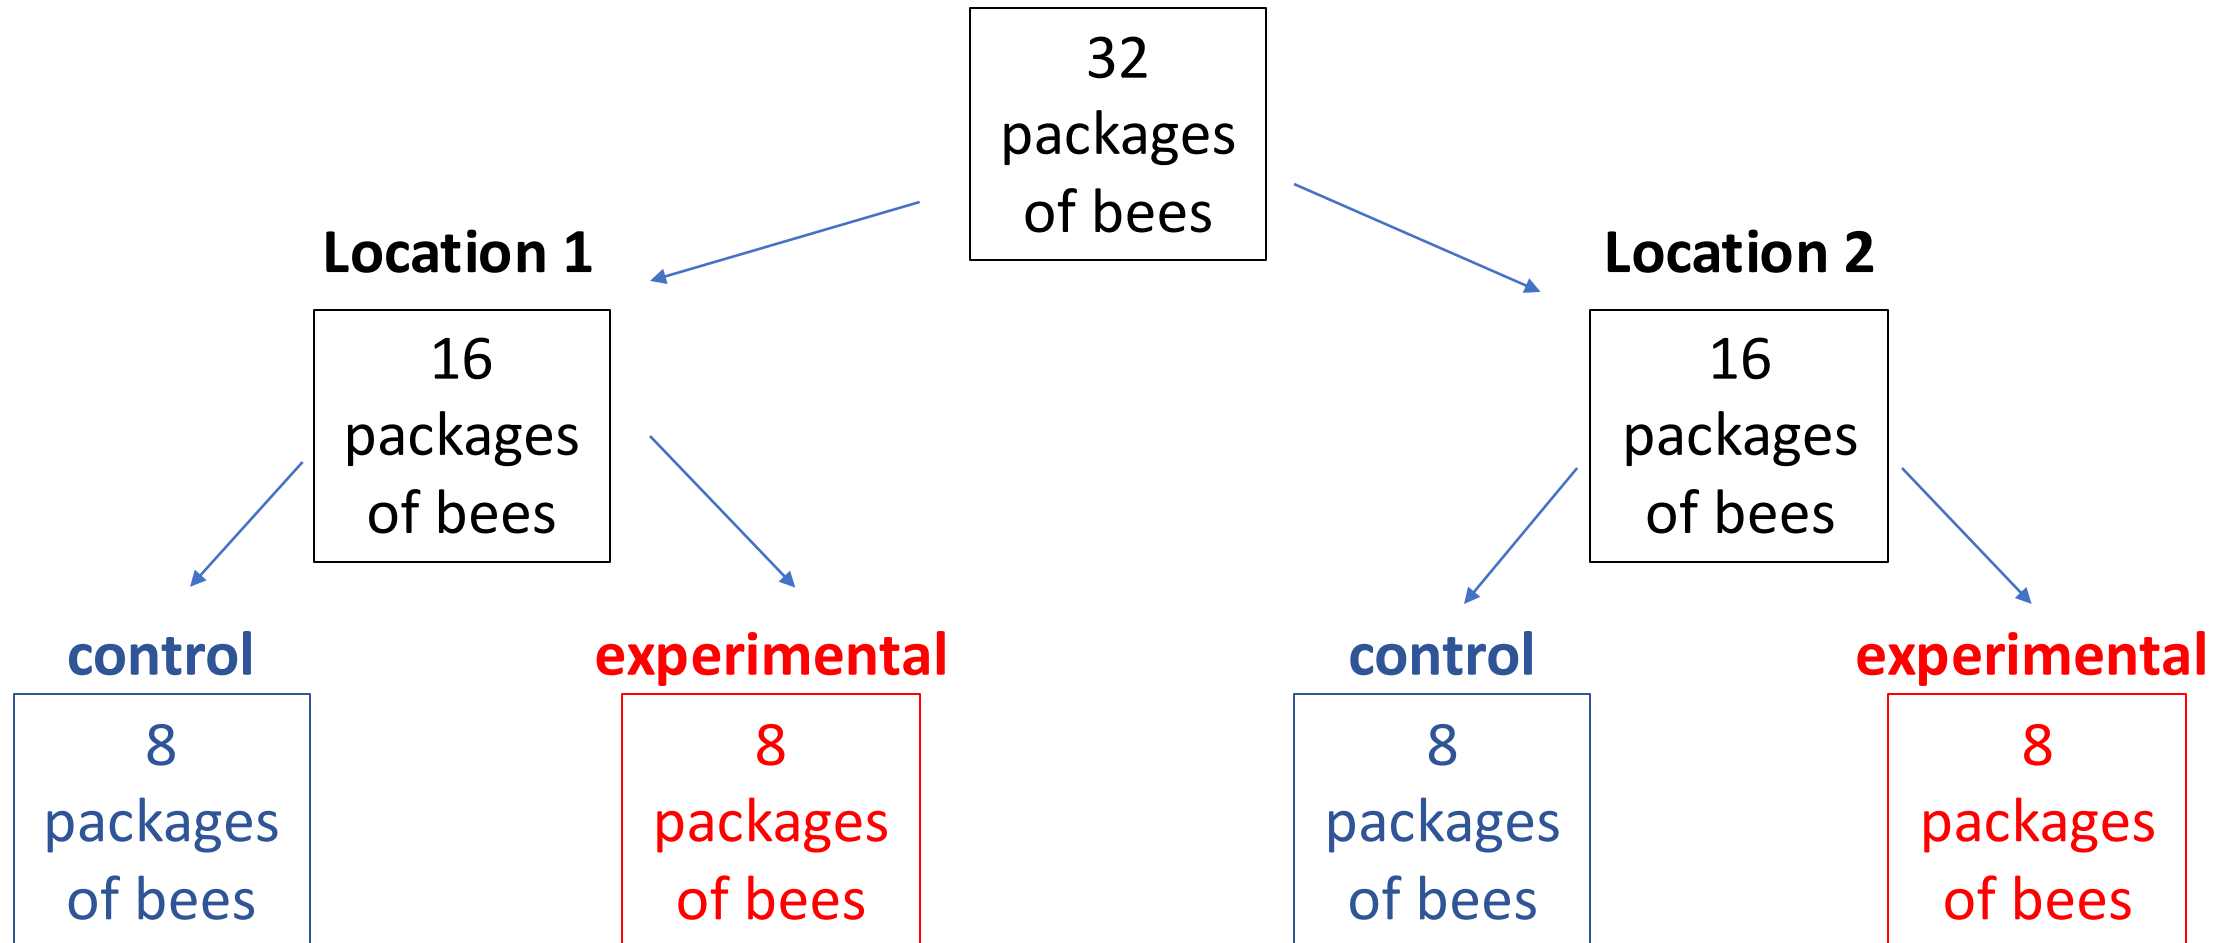 32
packages
of bees
Location 1
16
packages
of bees
Location 2
16
packages
of bees
control
8
packages
of bees
experimental
8
packages
of bees
control
8
packages
of bees
experimental
8
packages
of bees